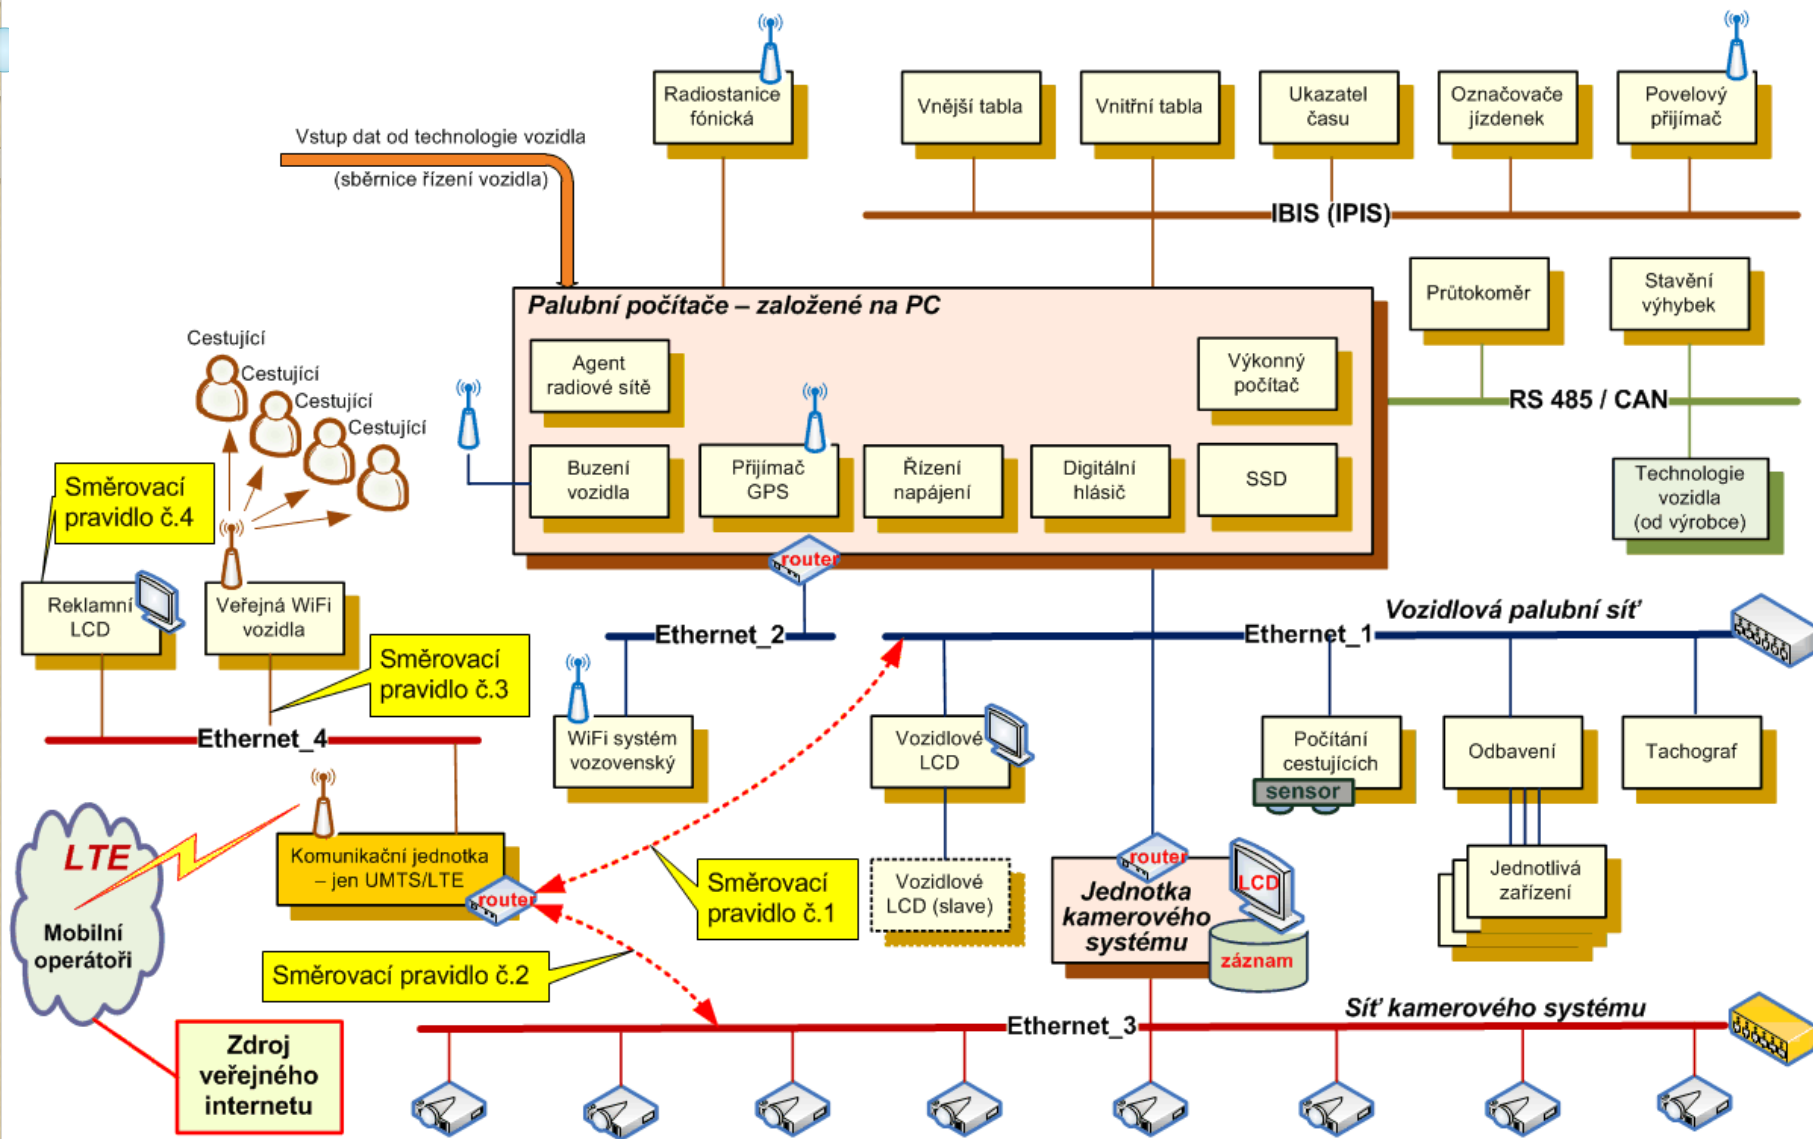 Radiostanice
fónická
Vnější tabla
Vnitřní tabla
Ukazatel
času
Označovače
jízdenek
Povelový
přijímač
Vstup dat od technologie vozidla
(sběrnice řízení vozidla)
IBIS (IPIS)
Palubní počítače – založené na PC
Agent
radiové sítě
Výkonný
počítač
Buzení
vozidla
Přijímač
GPS
Řízení
napájení
Digitální
hlásič
SSD
router
Průtokoměr
Stavění
výhybek
RS 485 / CAN
Technologie
vozidla
(od výrobce)
Cestující
Cestující
Cestující
Cestující
Směrovací
pravidlo č.4
Reklamní
LCD
Veřejná WiFi
vozidla
Směrovací
pravidlo č.3
Ethernet_4
Ethernet_2
WiFi systém
vozovenský
Vozidlová palubní síť
Ethernet_1
Vozidlové
LCD
Vozidlové
LCD (slave)
Počítání
cestujících
sensor
Odbavení
Tachograf
Jednotlivá
zařízení
LTE
Mobilní
operátoři
Komunikační jednotka
– jen UMTS/LTE
router
Směrovací
pravidlo č.1
Směrovací pravidlo č.2
router
Jednotka
kamerového
systému
LCD
záznam
Zdroj
veřejného
internetu
Síť kamerového systému
Ethernet_3